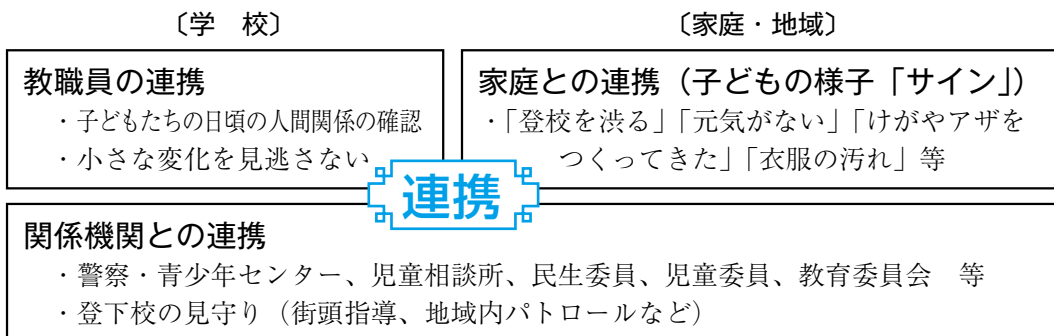 〔学　校〕
〔家庭・地域〕
教職員の連携
・子どもたちの日頃の人間関係の確認
・小さな変化を見逃さない
家庭との連携（子どもの様子「サイン」）
・「登校を渋る」「元気がない」「けがやアザを
つくってきた」「衣服の汚れ」等
連携
関係機関との連携
・警察・青少年センター、児童相談所、民生委員、児童委員、教育委員会　等
・登下校の見守り（街頭指導、地域内パトロールなど）